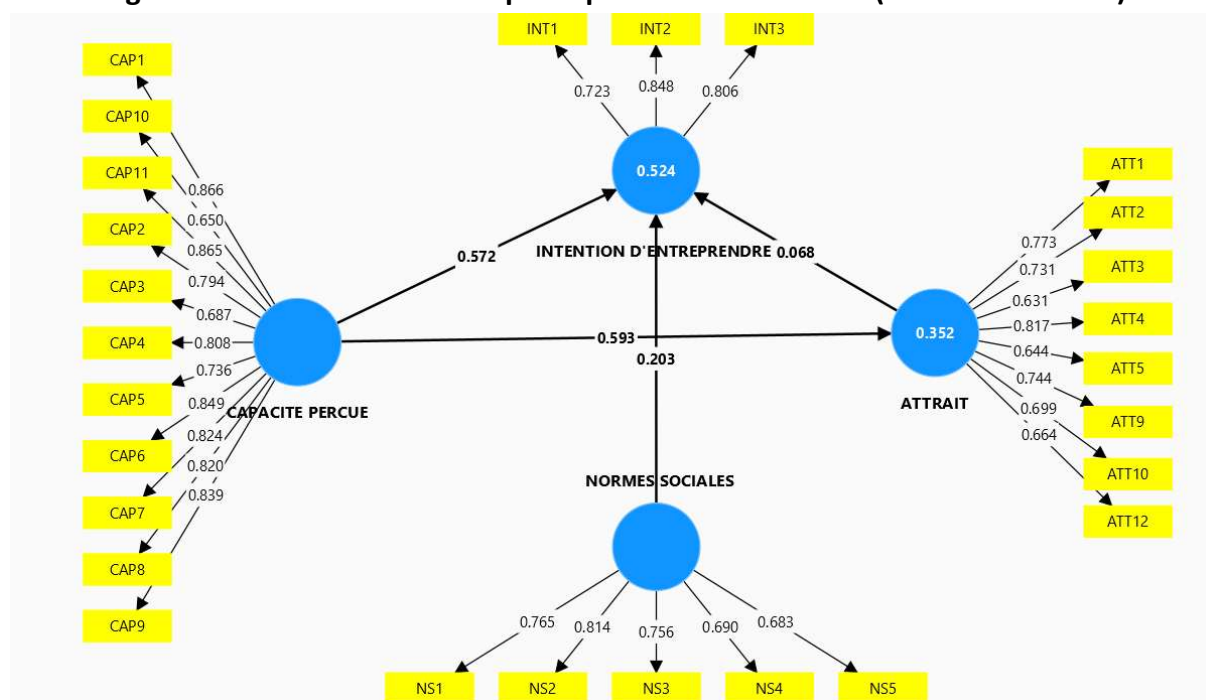 INT1 INT2 INT3
CAP1
0.723 0.848 0.806
CAP10
CAP11
ATT1
0.866
0.650
0.524
CAP2
0.865
ATT2
0.773
0.572
INTENTION D'ENTREPRENDRE 0.068
0.731
ATT3
CAP3
0.794
0.631
0.687
ATT4
CAP4
0.808
0.593
0.352
0.817
0.203
0.644
ATT5
0.736
CAP5
0.744
0.849
CAPACITE PERCUE
ATTRAIT
0.699
ATT9
0.824
0.664
CAP6
0.820
ATT10
NORMES SOCIALES
0.839
CAP7
ATT12
CAP8
CAP9
0.765 0.814 0.756 0.690 0.683
NS1 NS2 NS3 NS4 NS5